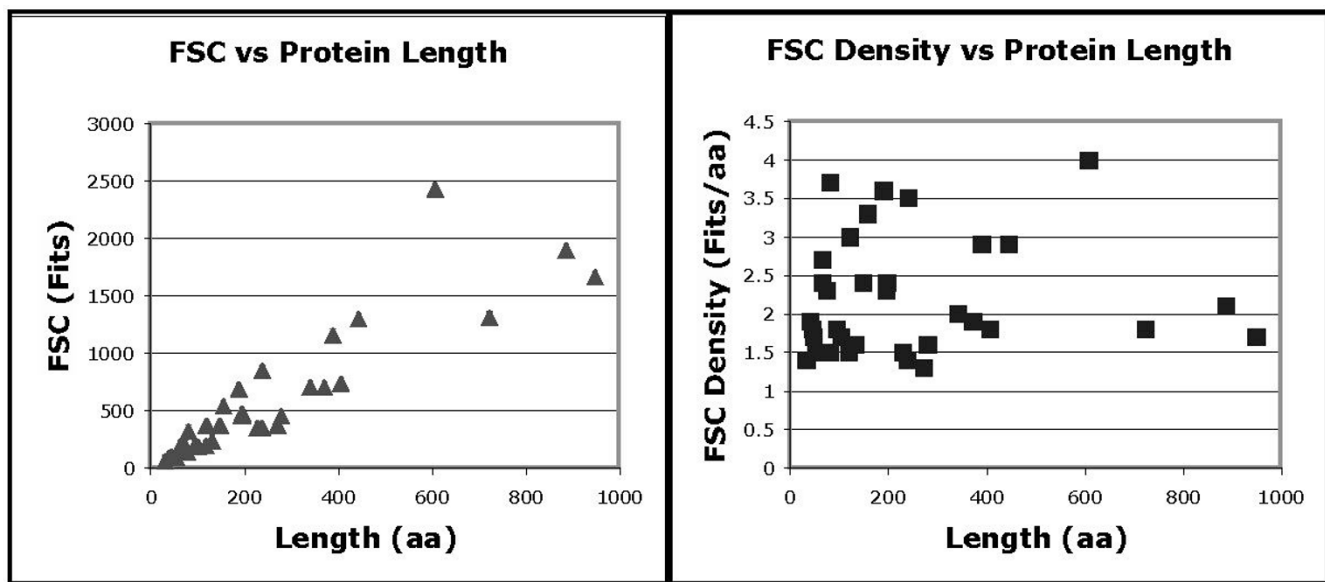 FSC vs Protein Length
3000
2500
2000
1500
1000
500
0
FSC (Fits)
0 200 400 600 800 1000
Length (aa)
FSC Density vs Protein Length
4.5
4
3.5
3
2.5
2
1.5
1
0.5
0
FSC Density (Fits/aa)
0 200 400 600 800 1000
Length (aa)